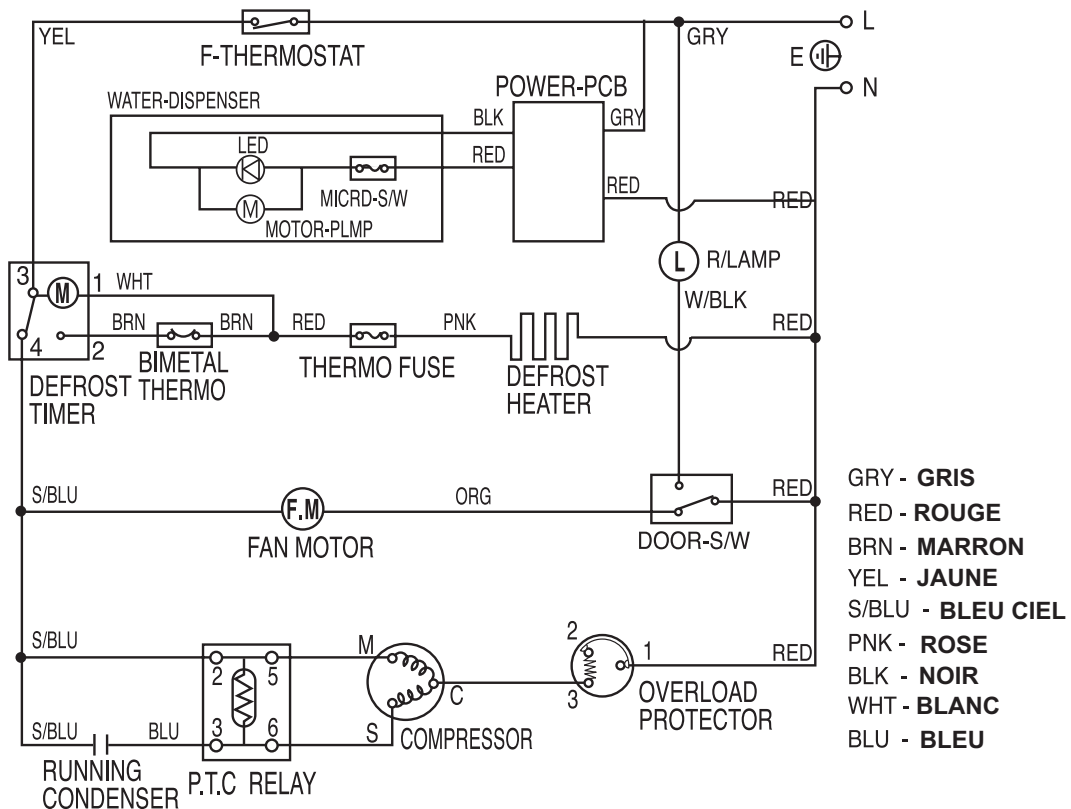 YEL
F-THERMOSTAT
GRY
L
E
N
WATER-DISPENSER
POWER-PCB
BLK
GRY
LED
RED
MICRD-S/W
RED
RED
M
MOTOR-PLMP
L
R/LAMP
W/BLK
3
M
1
WHT
BRN
BRN
RED
PNK
RED
4
2
BIMETAL
THERMO
THERMO FUSE
DEFROST
HEATER
DEFROST
TIMER
S/BLU
F.M
ORG
RED
FAN MOTOR
DOOR-S/W
GRY - GRIS
RED - ROUGE
BRN - MARRON
YEL - JAUNE
S/BLU - BLEU CIEL
PNK - ROSE
BLK - NOIR
WHT - BLANC
BLU - BLEU
S/BLU
2
5
M
C
2
1
3
RED
OVERLOAD
PROTECTOR
S/BLU
BLU
3
6
S
COMPRESSOR
RUNNING
CONDENSER
P.T.C RELAY